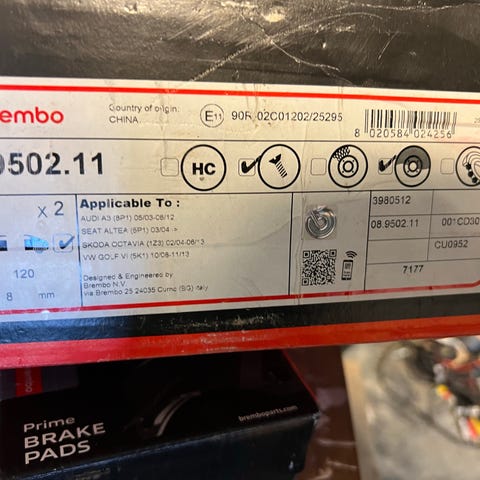 embo
Country of origin:
CHINA
E11
90R-02C01202/25295
8 020584 024256
9502.11
HC
x 2
Applicable To :
AUDI A3 (8P1) 05/03-08/12
SEAT ALTEA (5P1) 03/04 ->
SKODA OCTAVIA (1Z3) 02/04-06/13
VW GOLF VI (5K1) 10/08-11/13
Designed & Engineered by
Brembo N.V.
via Brembo 25 24035 Curno (BG) Italy
120
8 mm
3980512
08.9502.11
001CD30
CU0952
7177
Prime
BRAKE
PADS
bremboparts.com